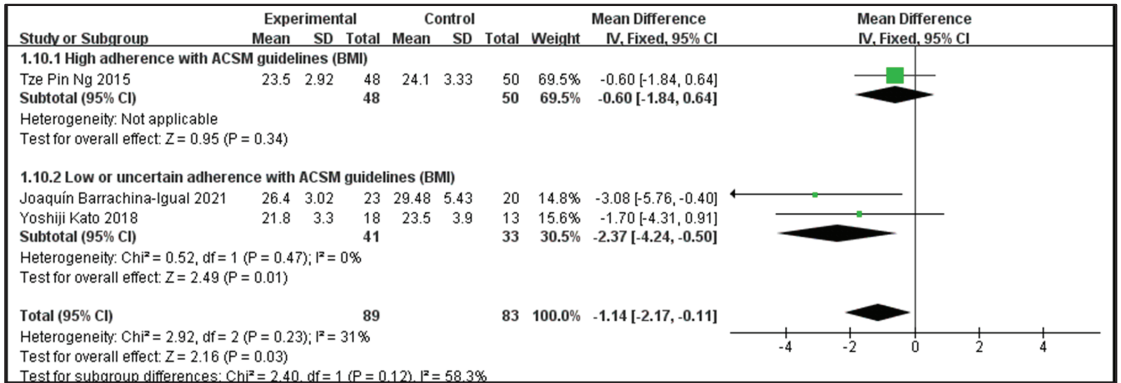 Experimental Control Mean Difference Mean Difference
Study or Subgroup Mean SD Total Mean SD Total Weight IV, Fixed, 95% CI IV, Fixed, 95% CI
1.10.1 High adherence with ACSM guidelines (BMI)
Tze Pin Ng 2015 23.5 2.92 48 24.1 3.33 50 69.5% -0.60 [-1.84, 0.64]
Subtotal (95% CI) 48 50 69.5% -0.60 [-1.84, 0.64]
Heterogeneity: Not applicable
Test for overall effect: Z = 0.95 (P = 0.34)
1.10.2 Low or uncertain adherence with ACSM guidelines (BMI)
Joaquín Barrachina-Igual 2021 26.4 3.02 23 29.48 5.43 20 14.8% -3.08 [-5.76, -0.40]
Yoshiji Kato 2018 21.8 3.3 18 23.5 3.9 13 15.6% -1.70 [-4.31, 0.91]
Subtotal (95% CI) 41 33 30.5% -2.37 [-4.24, -0.50]
Heterogeneity: Chi² = 0.52, df = 1 (P = 0.47); I² = 0%
Test for overall effect: Z = 2.49 (P = 0.01)
Total (95% CI) 89 83 100.0% -1.14 [-2.17, -0.11]
Heterogeneity: Chi² = 2.92, df = 2 (P = 0.23); I² = 31%
Test for overall effect: Z = 2.16 (P = 0.03)
Test for subgroup differences: Chi² = 2.40, df = 1 (P = 0.12), I² = 58.3%
-4 -2 0 2 4